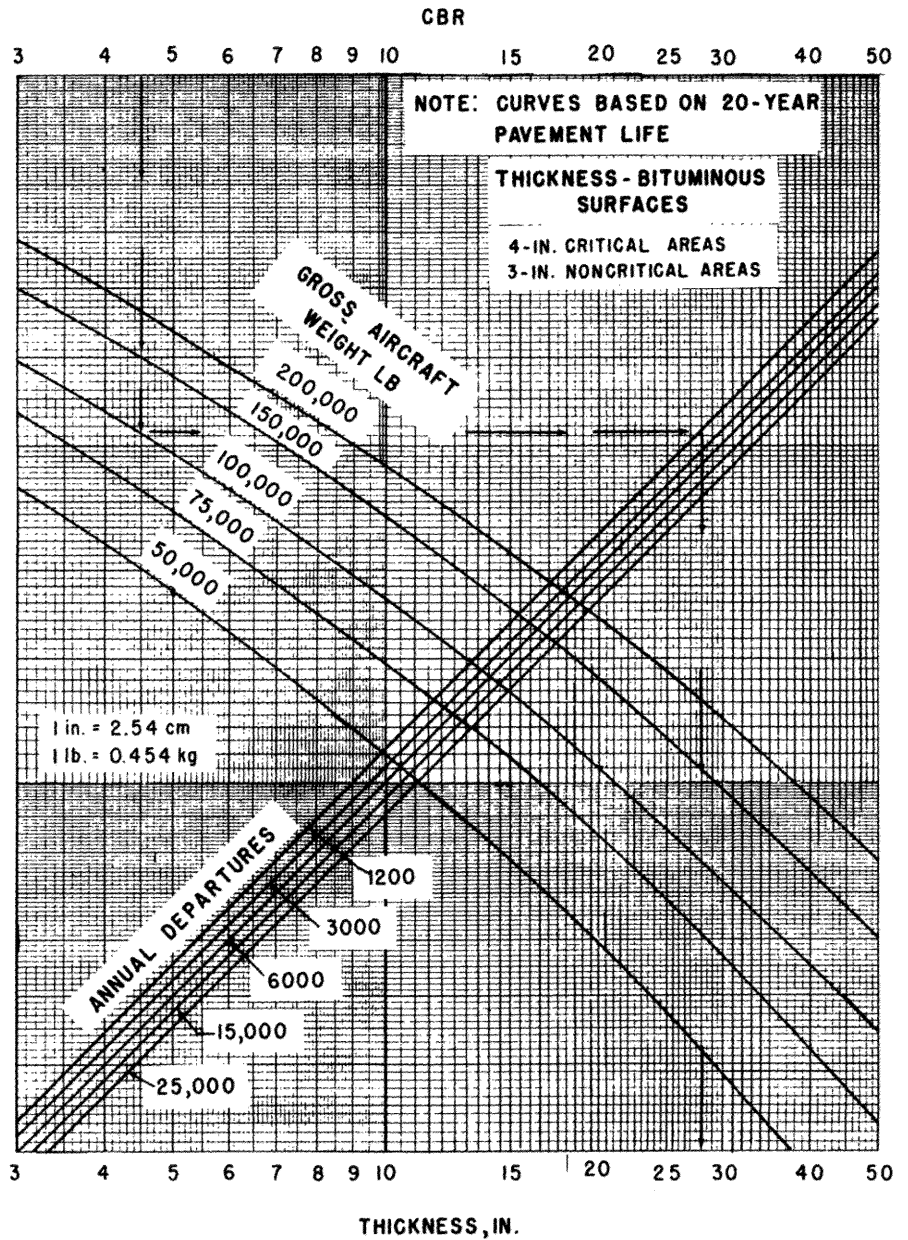 CBR
3 4 5 6 7 8 9 10 15 20 25 30 40 50
NOTE: CURVES BASED ON 20-YEAR
PAVEMENT LIFE
THICKNESS - BITUMINOUS
SURFACES
4-IN. CRITICAL AREAS
3-IN. NONCRITICAL AREAS
GROSS AIRCRAFT
WEIGHT LB
200,000
150,000
100,000
75,000
50,000
1 in. = 2.54 cm
1 lb. = 0.454 kg
ANNUAL DEPARTURES
1200
3000
6000
15,000
25,000
3 4 5 6 7 8 9 10 15 20 25 30 40 50
THICKNESS, IN.